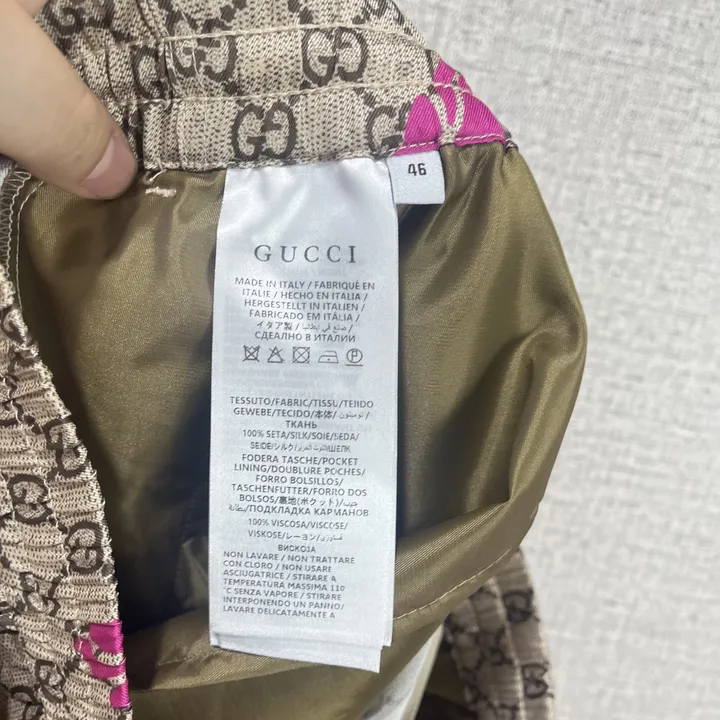 46
GUCCI
MADE IN ITALY / FABRIQUÉ EN
ITALIE / HECHO EN ITALIA /
HERGESTELLT IN ITALIEN /
FABRICADO EM ITÁLIA /
イタリア製 / صنع في إيطاليا /
СДЕЛАНО В ИТАЛИИ
TESSUTO/FABRIC/TISSU/TEJIDO
GEWEBE/TECIDO/本体/
ТКАНЬ
100% SETA/SILK/SOIE/SEDA/
SEIDE/シルク/ШЕЛК
FODERA TASCHE/POCKET
LINING/DOUBLURE POCHES/
FORRO BOLSILLOS/
TASCHENFUTTER/FORRO DOS
BOLSOS/裏地(ポケット)/
/ПОДКЛАДКА КАРМАНОВ
100% VISCOSA/VISCOSE/
VISKOSE/レーヨン/
ВИСКОЗА
NON LAVARE / NON TRATTARE
CON CLORO / NON USARE
ASCIUGATRICE / STIRARE A
TEMPERATURA MASSIMA 110
°C SENZA VAPORE / STIRARE
INTERPONENDO UN PANNO/
LAVARE DELICATAMENTE A